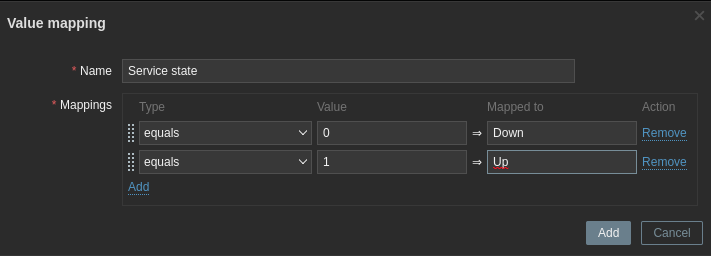 Value mapping
* Name Service state
* Mappings Type Value Mapped to Action
equals 0 ⇒ Down Remove
equals 1 ⇒ Up Remove
Add
Add Cancel